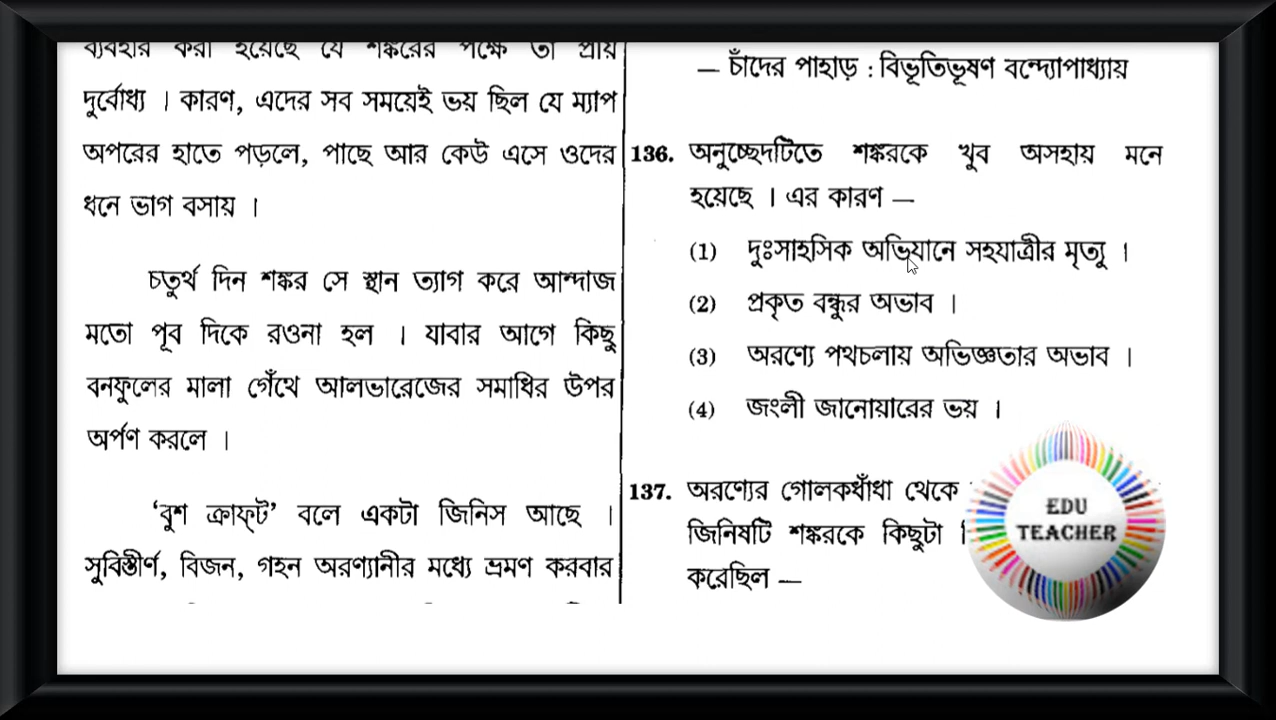 ব্যবহার করা হয়েছে যে শঙ্করের পক্ষে তা প্রায়
দুর্বোধ্য । কারণ, এদের সব সময়েই ভয় ছিল যে ম্যাপ
অপরের হাতে পড়লে, পাছে আর কেউ এসে ওদের
ধনে ভাগ বসায় ।
চতুর্থ দিন শঙ্কর সে স্থান ত্যাগ করে আন্দাজ
মতো পূব দিকে রওনা হল । যাবার আগে কিছু
বনফুলের মালা গেঁথে আলভারেজের সমাধির উপর
অর্পণ করলে ।
‘বুশ ক্রাফ্‌ট’ বলে একটা জিনিস আছে ।
সুবিস্তীর্ণ, বিজন, গহন অরণ্যানীর মধ্যে ভ্রমণ করবার
— চাঁদের পাহাড় : বিভূতিভূষণ বন্দ্যোপাধ্যায়
136. অনুচ্ছেদটিতে শঙ্করকে খুব অসহায় মনে
হয়েছে । এর কারণ —
(1) দুঃসাহসিক অভিযানে সহযাত্রীর মৃত্যু ।
(2) প্রকৃত বন্ধুর অভাব ।
(3) অরণ্যে পথচলায় অভিজ্ঞতার অভাব ।
(4) জংলী জানোয়ারের ভয় ।
137. অরণ্যের গোলকধাঁধা থেকে
জিনিষটি শঙ্করকে কিছুটা
করেছিল —
EDU
TEACHER